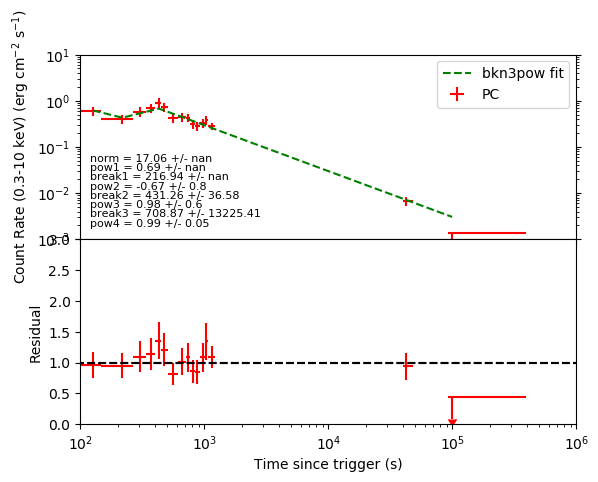 Count Rate (0.3-10 keV) (erg cm⁻² s⁻¹)
10¹
10⁰
10⁻¹
10⁻²
10⁻³
bkn3pow fit
PC
norm = 17.06 +/- nan
pow1 = 0.69 +/- nan
break1 = 216.94 +/- nan
pow2 = -0.67 +/- 0.8
break2 = 431.26 +/- 36.58
pow3 = 0.98 +/- 0.6
break3 = 708.87 +/- 13225.41
pow4 = 0.99 +/- 0.05
Residual
3.0
2.5
2.0
1.5
1.0
0.5
0.0
10² 10³ 10⁴ 10⁵ 10⁶
Time since trigger (s)